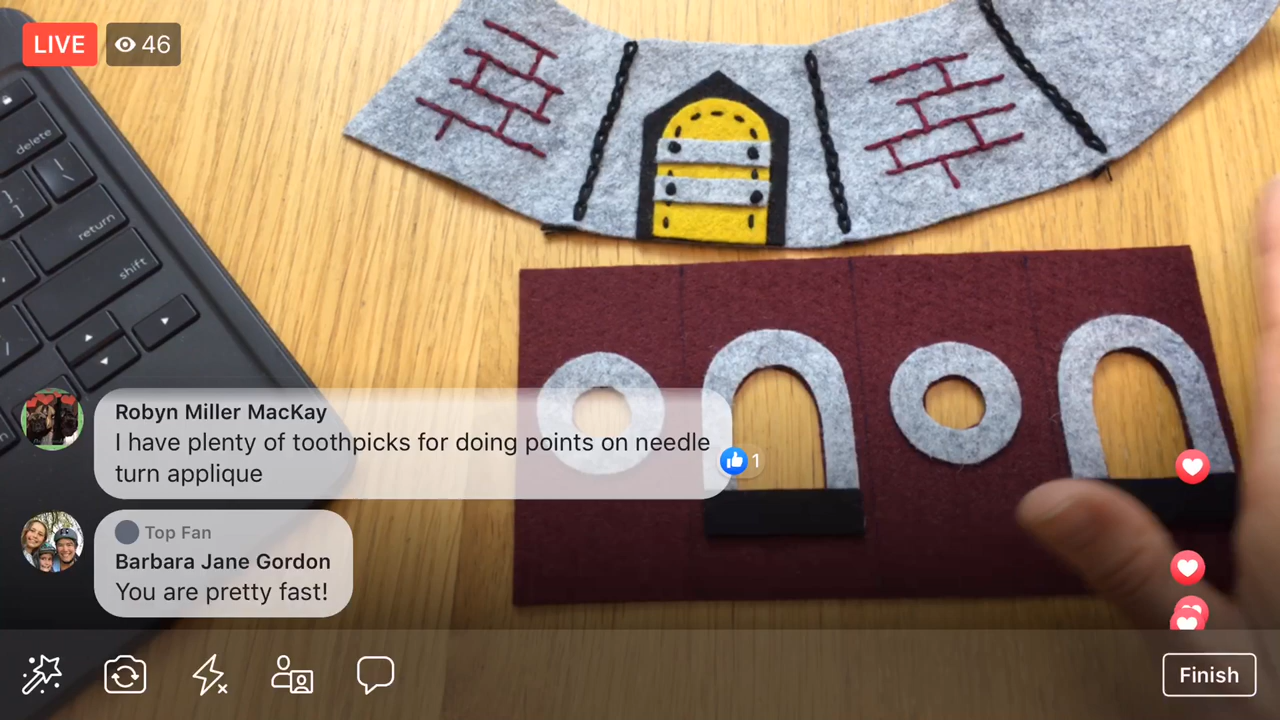 LIVE
46
delete
return
shift
Robyn Miller MacKay
I have plenty of toothpicks for doing points on needle
turn applique
1
Top Fan
Barbara Jane Gordon
You are pretty fast!
Finish